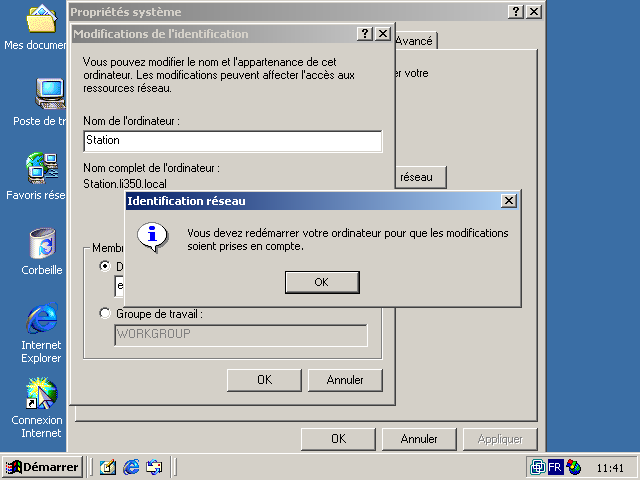 Propriétés système
Modifications de l'identification
Avancé
Vous pouvez modifier le nom et l'appartenance de cet
ordinateur. Les modifications peuvent affecter l'accès aux
ressources réseau.
er votre
Nom de l'ordinateur :
Station
Nom complet de l'ordinateur :
Station.li350.local
réseau
Identification réseau
Vous devez redémarrer votre ordinateur pour que les modifications
soient prises en compte.
OK
Membr
D
e
Groupe de travail :
WORKGROUP
OK
Annuler
OK
Annuler
Appliquer
Mes documen
Poste de tr
Favoris rése
Corbeille
Internet
Explorer
Connexion
Internet
Démarrer
FR
11:41